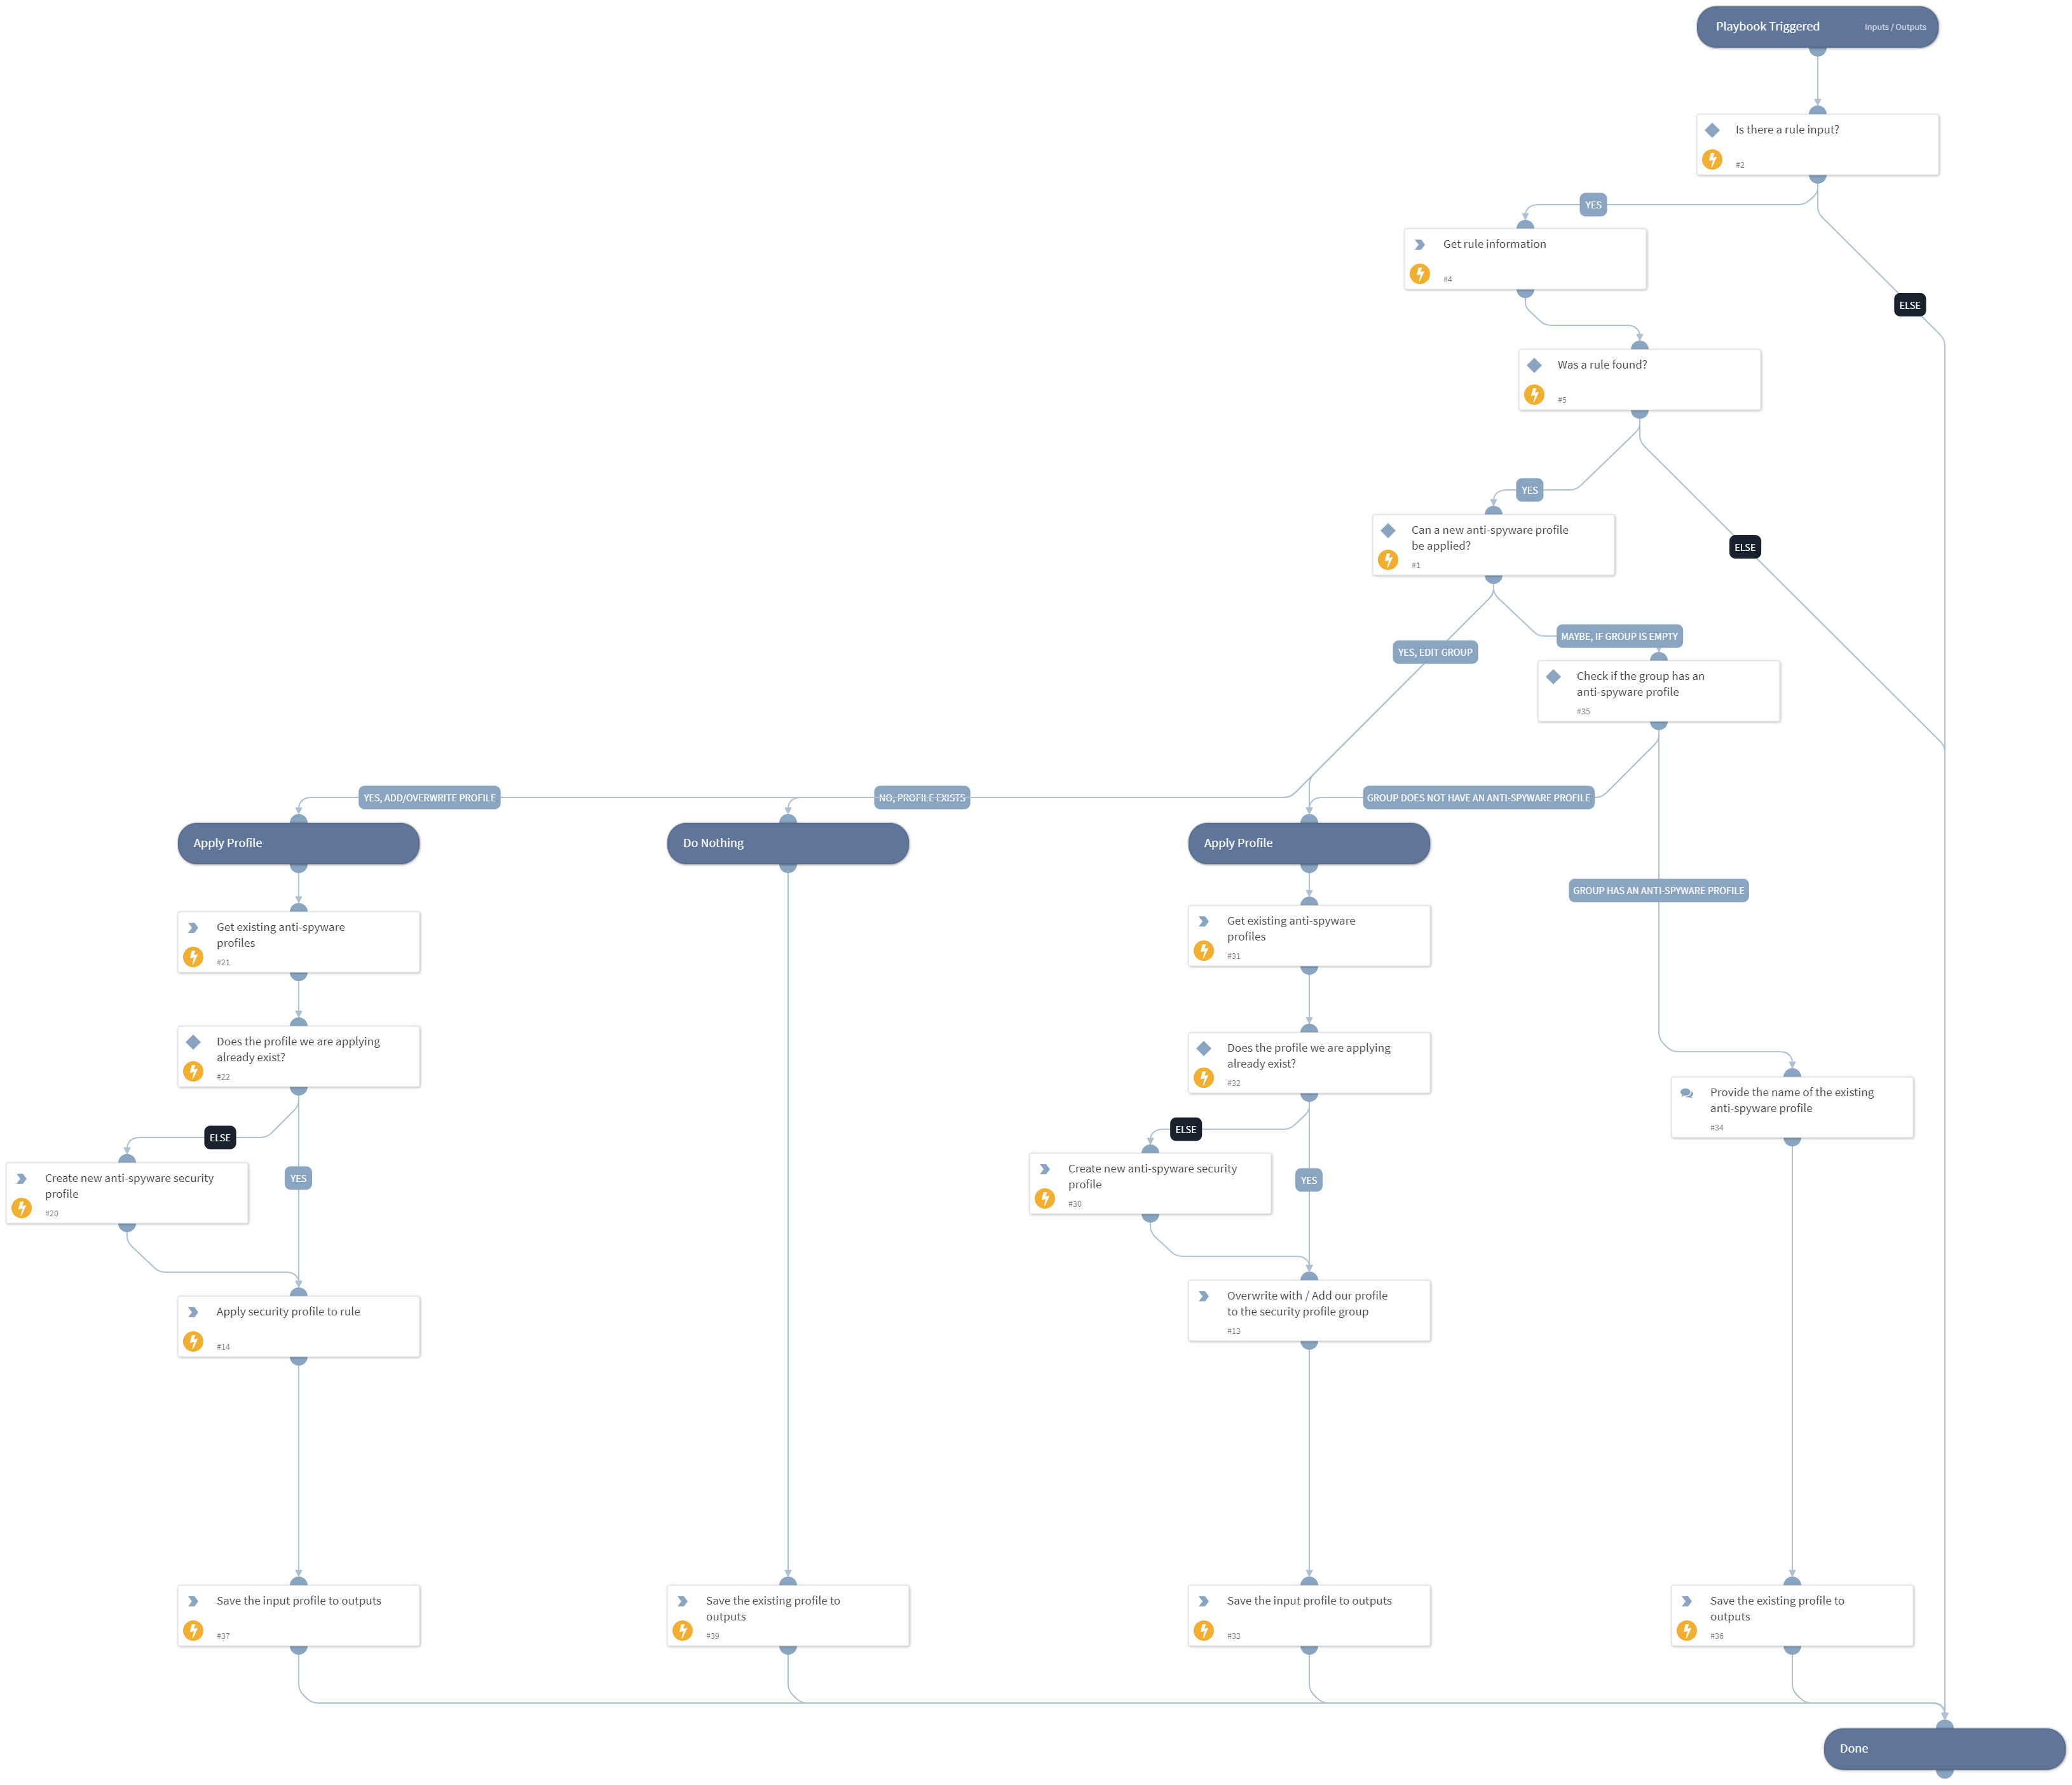 Playbook Triggered
Inputs / Outputs
Is there a rule input?
#2
YES
Get rule information
#4
ELSE
Was a rule found?
#5
YES
Can a new anti-spyware profile
be applied?
#1
ELSE
MAYBE, IF GROUP IS EMPTY
YES, EDIT GROUP
Check if the group has an
anti-spyware profile
#35
YES, ADD/OVERWRITE PROFILE
NO, PROFILE EXISTS
GROUP DOES NOT HAVE AN ANTI-SPYWARE PROFILE
Apply Profile
Do Nothing
Apply Profile
GROUP HAS AN ANTI-SPYWARE PROFILE
Get existing anti-spyware
profiles
#21
Get existing anti-spyware
profiles
#31
Does the profile we are applying
already exist?
#22
Does the profile we are applying
already exist?
#32
Provide the name of the existing
anti-spyware profile
#34
ELSE
ELSE
YES
YES
Create new anti-spyware security
profile
#20
Create new anti-spyware security
profile
#30
Apply security profile to rule
#14
Overwrite with / Add our profile
to the security profile group
#13
Save the input profile to outputs
#37
Save the existing profile to
outputs
#39
Save the input profile to outputs
#33
Save the existing profile to
outputs
#36
Done